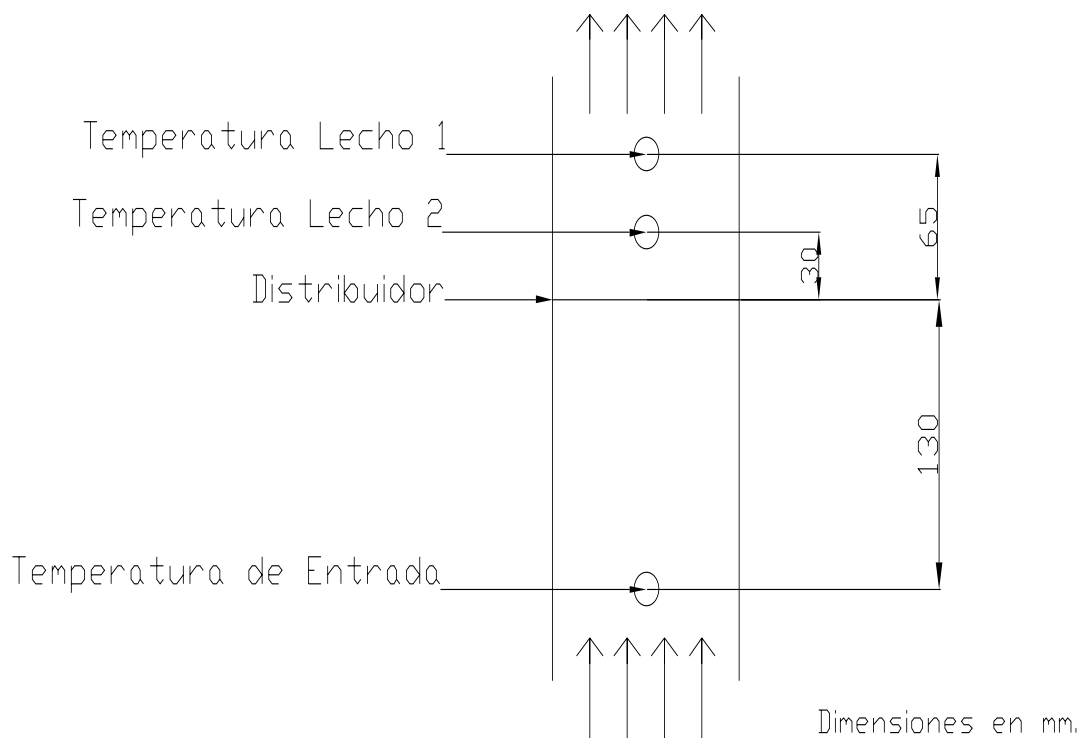 Temperatura Lecho 1
Temperatura Lecho 2
65
30
Distribuidor
130
Temperatura de Entrada
Dimensiones en mm.